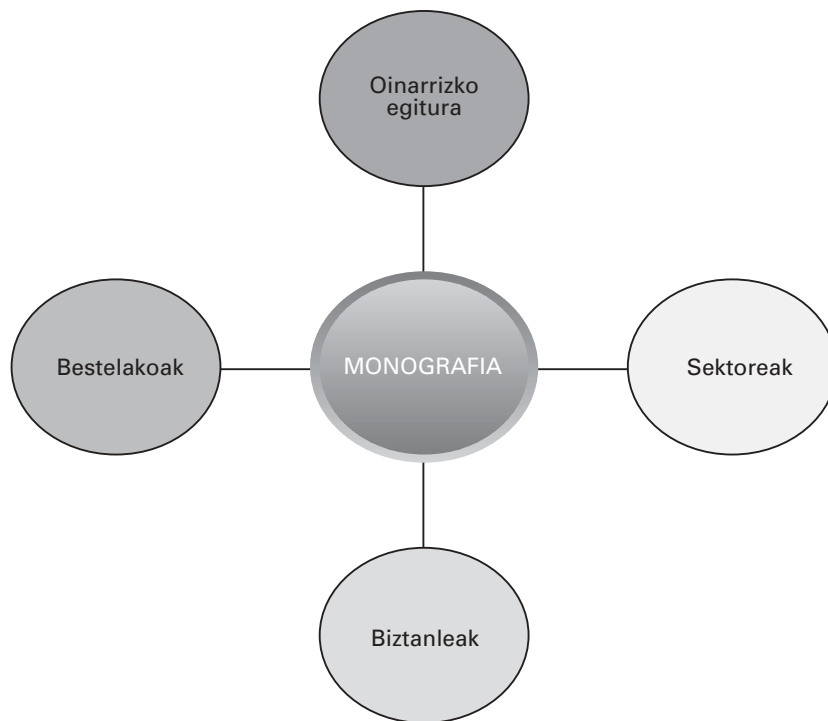 Oinarrizko
egitura
Bestelakoak
MONOGRAFIA
Sektoreak
Biztanleak